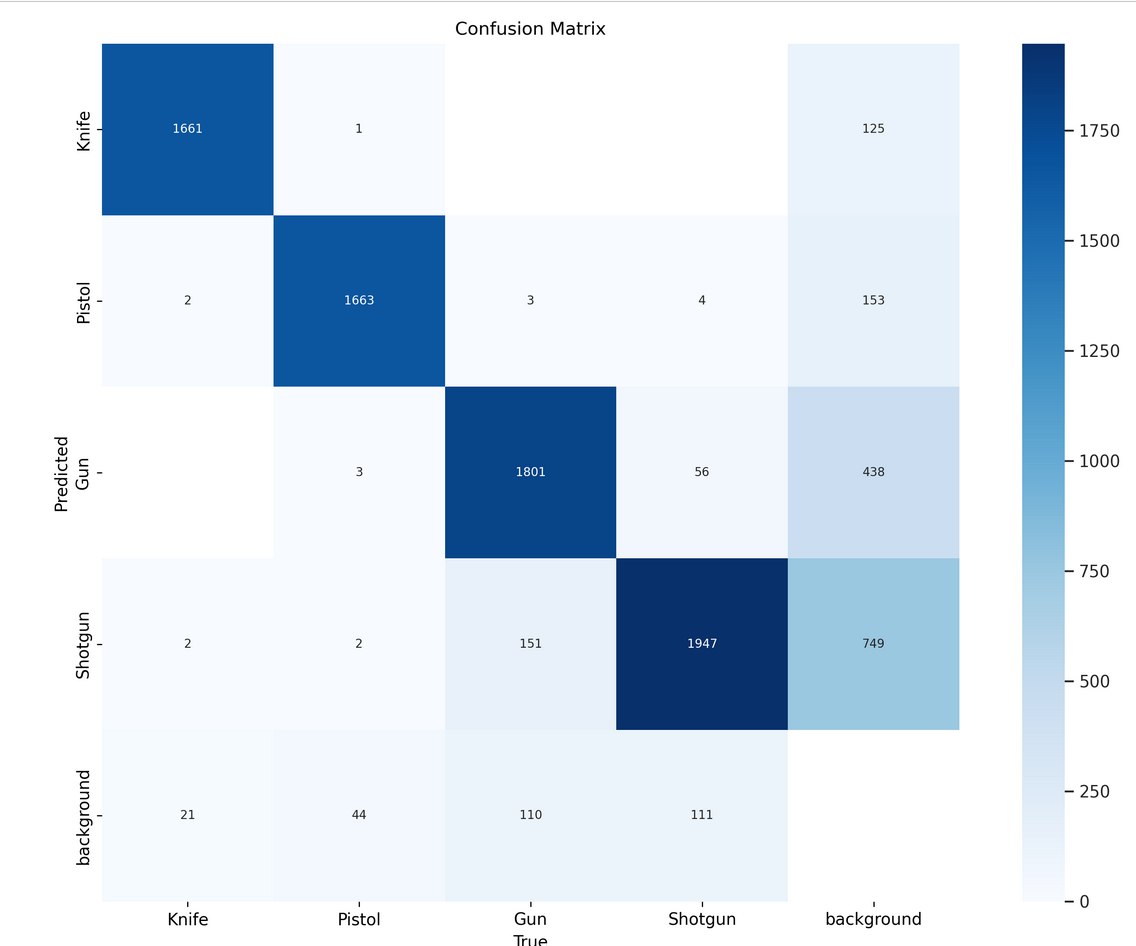 Confusion Matrix
Knife
1661
1
125
1750
1500
Pistol
2
1663
3
4
153
1250
1000
Predicted
Gun
3
1801
56
438
750
Shotgun
2
2
151
1947
749
500
250
background
21
44
110
111
0
Knife
Pistol
Gun
Shotgun
background
True